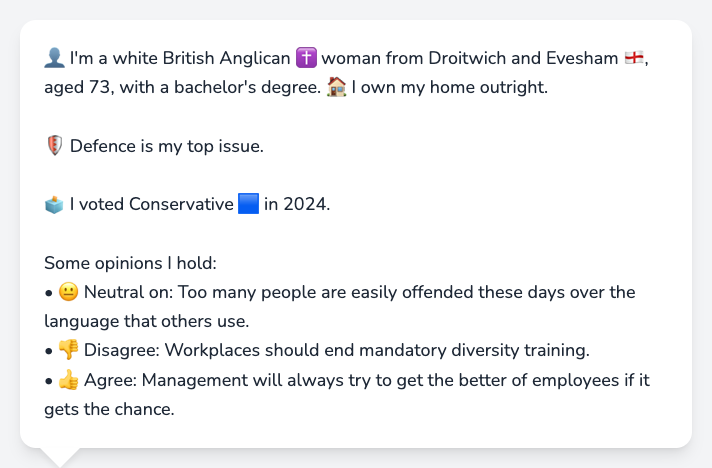 👤 I'm a white British Anglican ✝️ woman from Droitwich and Evesham 🏴󠁧󠁢󠁥󠁮󠁧󠁿,
aged 73, with a bachelor's degree. 🏠 I own my home outright.
🛡️ Defence is my top issue.
🗳️ I voted Conservative 🟦 in 2024.
Some opinions I hold:
• 😐 Neutral on: Too many people are easily offended these days over the
language that others use.
• 👎 Disagree: Workplaces should end mandatory diversity training.
• 👍 Agree: Management will always try to get the better of employees if it
gets the chance.